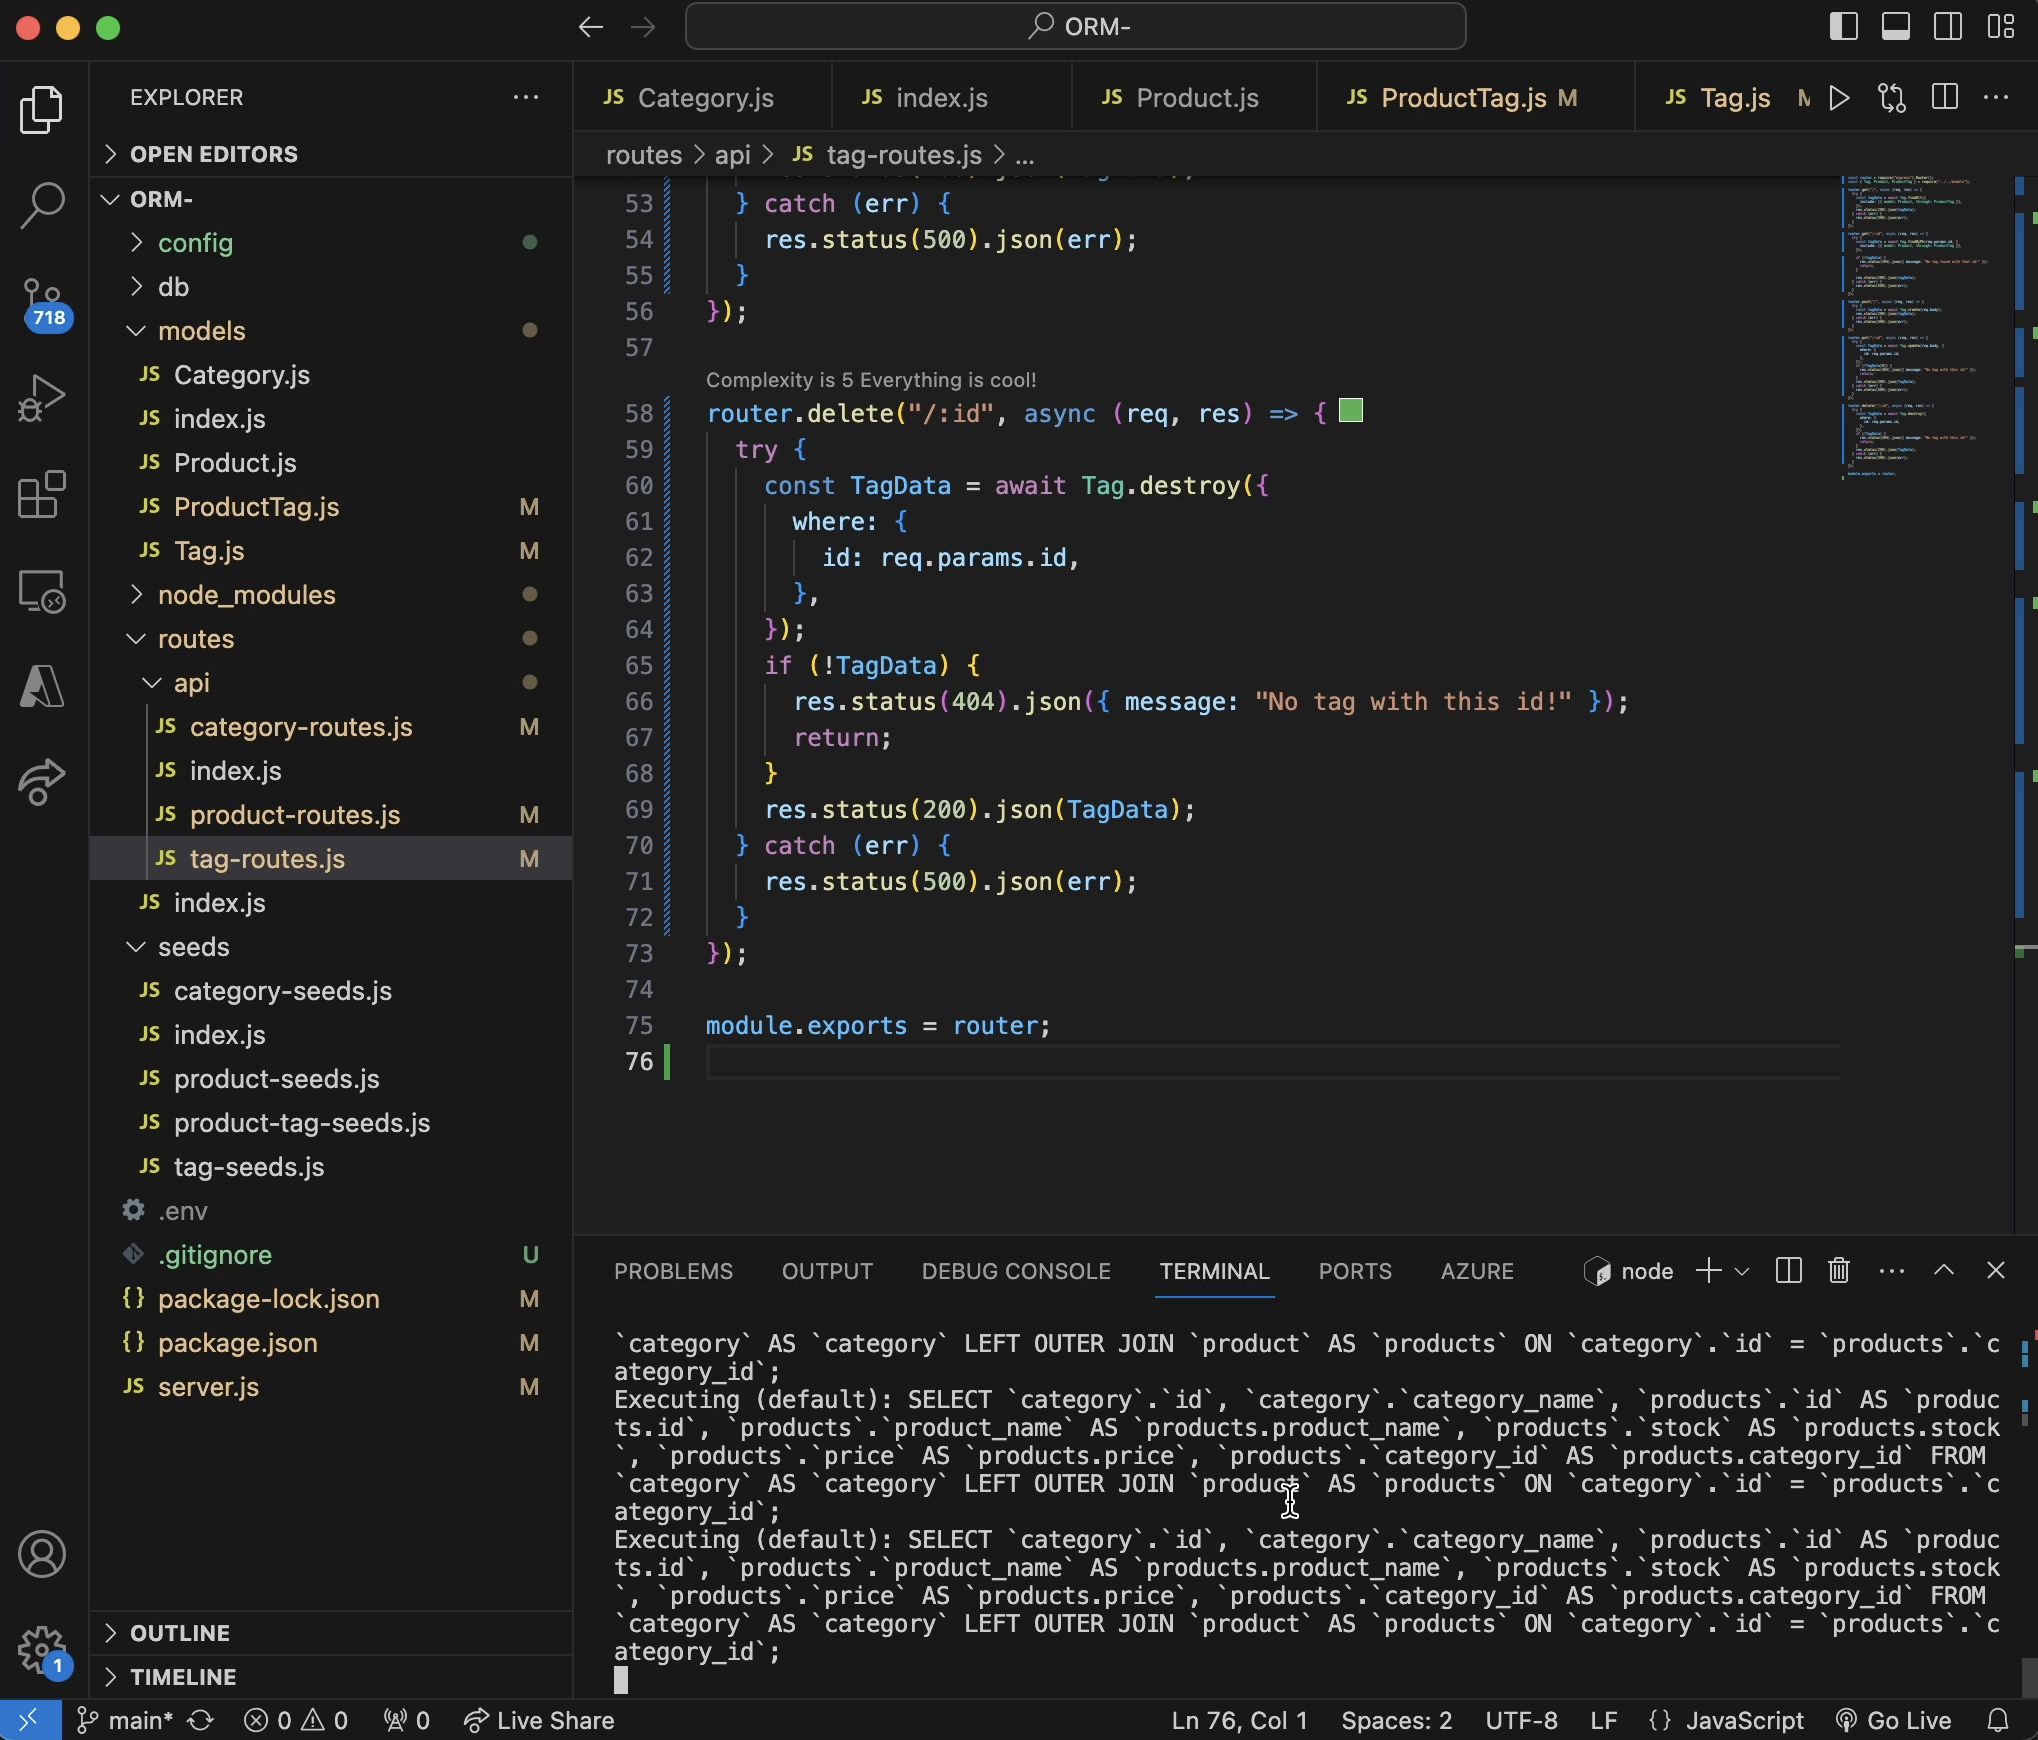 ORM-
EXPLORER
OPEN EDITORS
ORM-
config
db
models
JS Category.js
JS index.js
JS Product.js
JS ProductTag.js M
JS Tag.js M
node_modules
routes
api
JS category-routes.js M
JS index.js
JS product-routes.js M
JS tag-routes.js M
JS index.js
seeds
JS category-seeds.js
JS index.js
JS product-seeds.js
JS product-tag-seeds.js
JS tag-seeds.js
.env
.gitignore U
{} package-lock.json M
{} package.json M
JS server.js M
OUTLINE
TIMELINE
718
1
JS Category.js JS index.js JS Product.js JS ProductTag.js M JS Tag.js M
routes > api > JS tag-routes.js > ...
53 } catch (err) {
54 res.status(500).json(err);
55 }
56 });
57
Complexity is 5 Everything is cool!
58 router.delete("/:id", async (req, res) => {
59 try {
60 const TagData = await Tag.destroy({
61 where: {
62 id: req.params.id,
63 },
64 });
65 if (!TagData) {
66 res.status(404).json({ message: "No tag with this id!" });
67 return;
68 }
69 res.status(200).json(TagData);
70 } catch (err) {
71 res.status(500).json(err);
72 }
73 });
74
75 module.exports = router;
76
PROBLEMS OUTPUT DEBUG CONSOLE TERMINAL PORTS AZURE node
`category` AS `category` LEFT OUTER JOIN `product` AS `products` ON `category`.`id` = `products`.`c
ategory_id`;
Executing (default): SELECT `category`.`id`, `category`.`category_name`, `products`.`id` AS `produc
ts.id`, `products`.`product_name` AS `products.product_name`, `products`.`stock` AS `products.stock
`, `products`.`price` AS `products.price`, `products`.`category_id` AS `products.category_id` FROM
`category` AS `category` LEFT OUTER JOIN `product` AS `products` ON `category`.`id` = `products`.`c
ategory_id`;
Executing (default): SELECT `category`.`id`, `category`.`category_name`, `products`.`id` AS `produc
ts.id`, `products`.`product_name` AS `products.product_name`, `products`.`stock` AS `products.stock
`, `products`.`price` AS `products.price`, `products`.`category_id` AS `products.category_id` FROM
`category` AS `category` LEFT OUTER JOIN `product` AS `products` ON `category`.`id` = `products`.`c
ategory_id`;
main* 0 0 0 Live Share Ln 76, Col 1 Spaces: 2 UTF-8 LF {} JavaScript Go Live